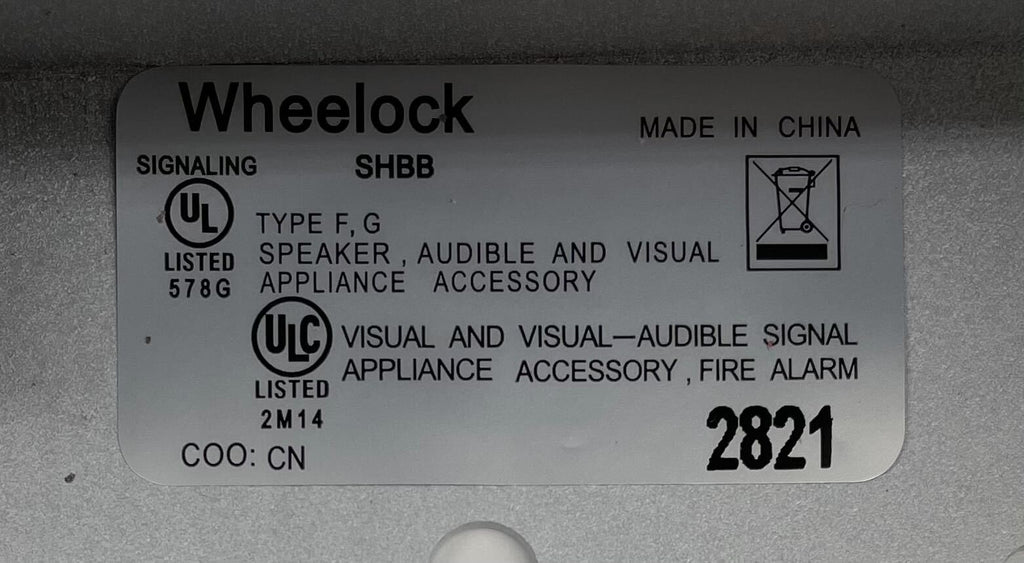 Wheelock
MADE IN CHINA
SIGNALING
SHBB
UL
LISTED
578G
TYPE F, G
SPEAKER, AUDIBLE AND VISUAL
APPLIANCE ACCESSORY
ULC
LISTED
2M14
VISUAL AND VISUAL—AUDIBLE SIGNAL
APPLIANCE ACCESSORY, FIRE ALARM
COO: CN
2821